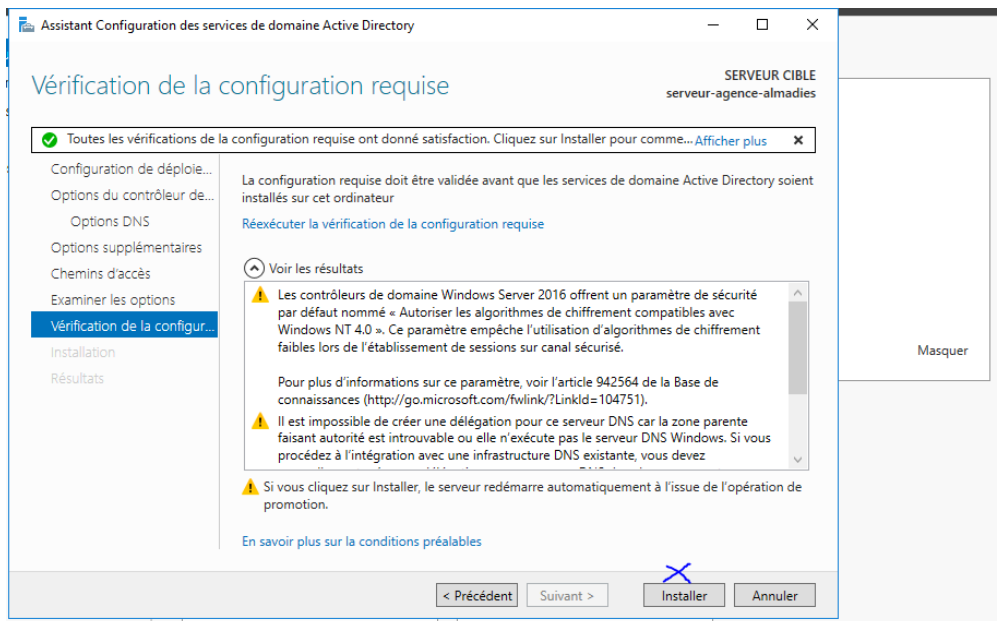 Assistant Configuration des services de domaine Active Directory
Vérification de la configuration requise
SERVEUR CIBLE
serveur-agence-almadies
Toutes les vérifications de la configuration requise ont donné satisfaction. Cliquez sur Installer pour comme... Afficher plus
Configuration de déploie...
Options du contrôleur de...
Options DNS
Options supplémentaires
Chemins d'accès
Examiner les options
Vérification de la configur...
Installation
Résultats
La configuration requise doit être validée avant que les services de domaine Active Directory soient
installés sur cet ordinateur
Réexécuter la vérification de la configuration requise
Voir les résultats
Les contrôleurs de domaine Windows Server 2016 offrent un paramètre de sécurité
par défaut nommé « Autoriser les algorithmes de chiffrement compatibles avec
Windows NT 4.0 ». Ce paramètre empêche l'utilisation d'algorithmes de chiffrement
faibles lors de l'établissement de sessions sur canal sécurisé.
Pour plus d'informations sur ce paramètre, voir l'article 942564 de la Base de
connaissances (http://go.microsoft.com/fwlink/?LinkId=104751).
Il est impossible de créer une délégation pour ce serveur DNS car la zone parente
faisant autorité est introuvable ou elle n'exécute pas le serveur DNS Windows. Si vous
procédez à l'intégration avec une infrastructure DNS existante, vous devez
Si vous cliquez sur Installer, le serveur redémarre automatiquement à l'issue de l'opération de
promotion.
En savoir plus sur la conditions préalables
< Précédent
Suivant >
Installer
Annuler
Masquer